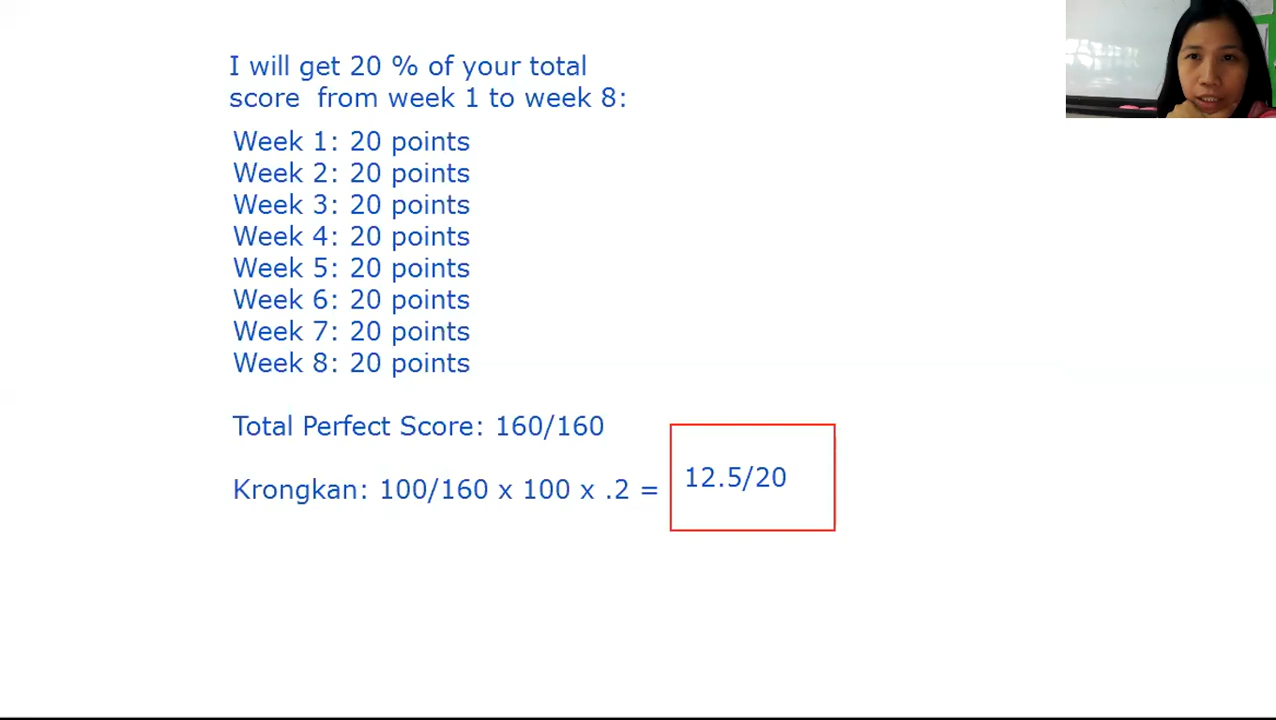 I will get 20 % of your total
score from week 1 to week 8:
Week 1: 20 points
Week 2: 20 points
Week 3: 20 points
Week 4: 20 points
Week 5: 20 points
Week 6: 20 points
Week 7: 20 points
Week 8: 20 points
Total Perfect Score: 160/160
Krongkan: 100/160 x 100 x .2 = 12.5/20